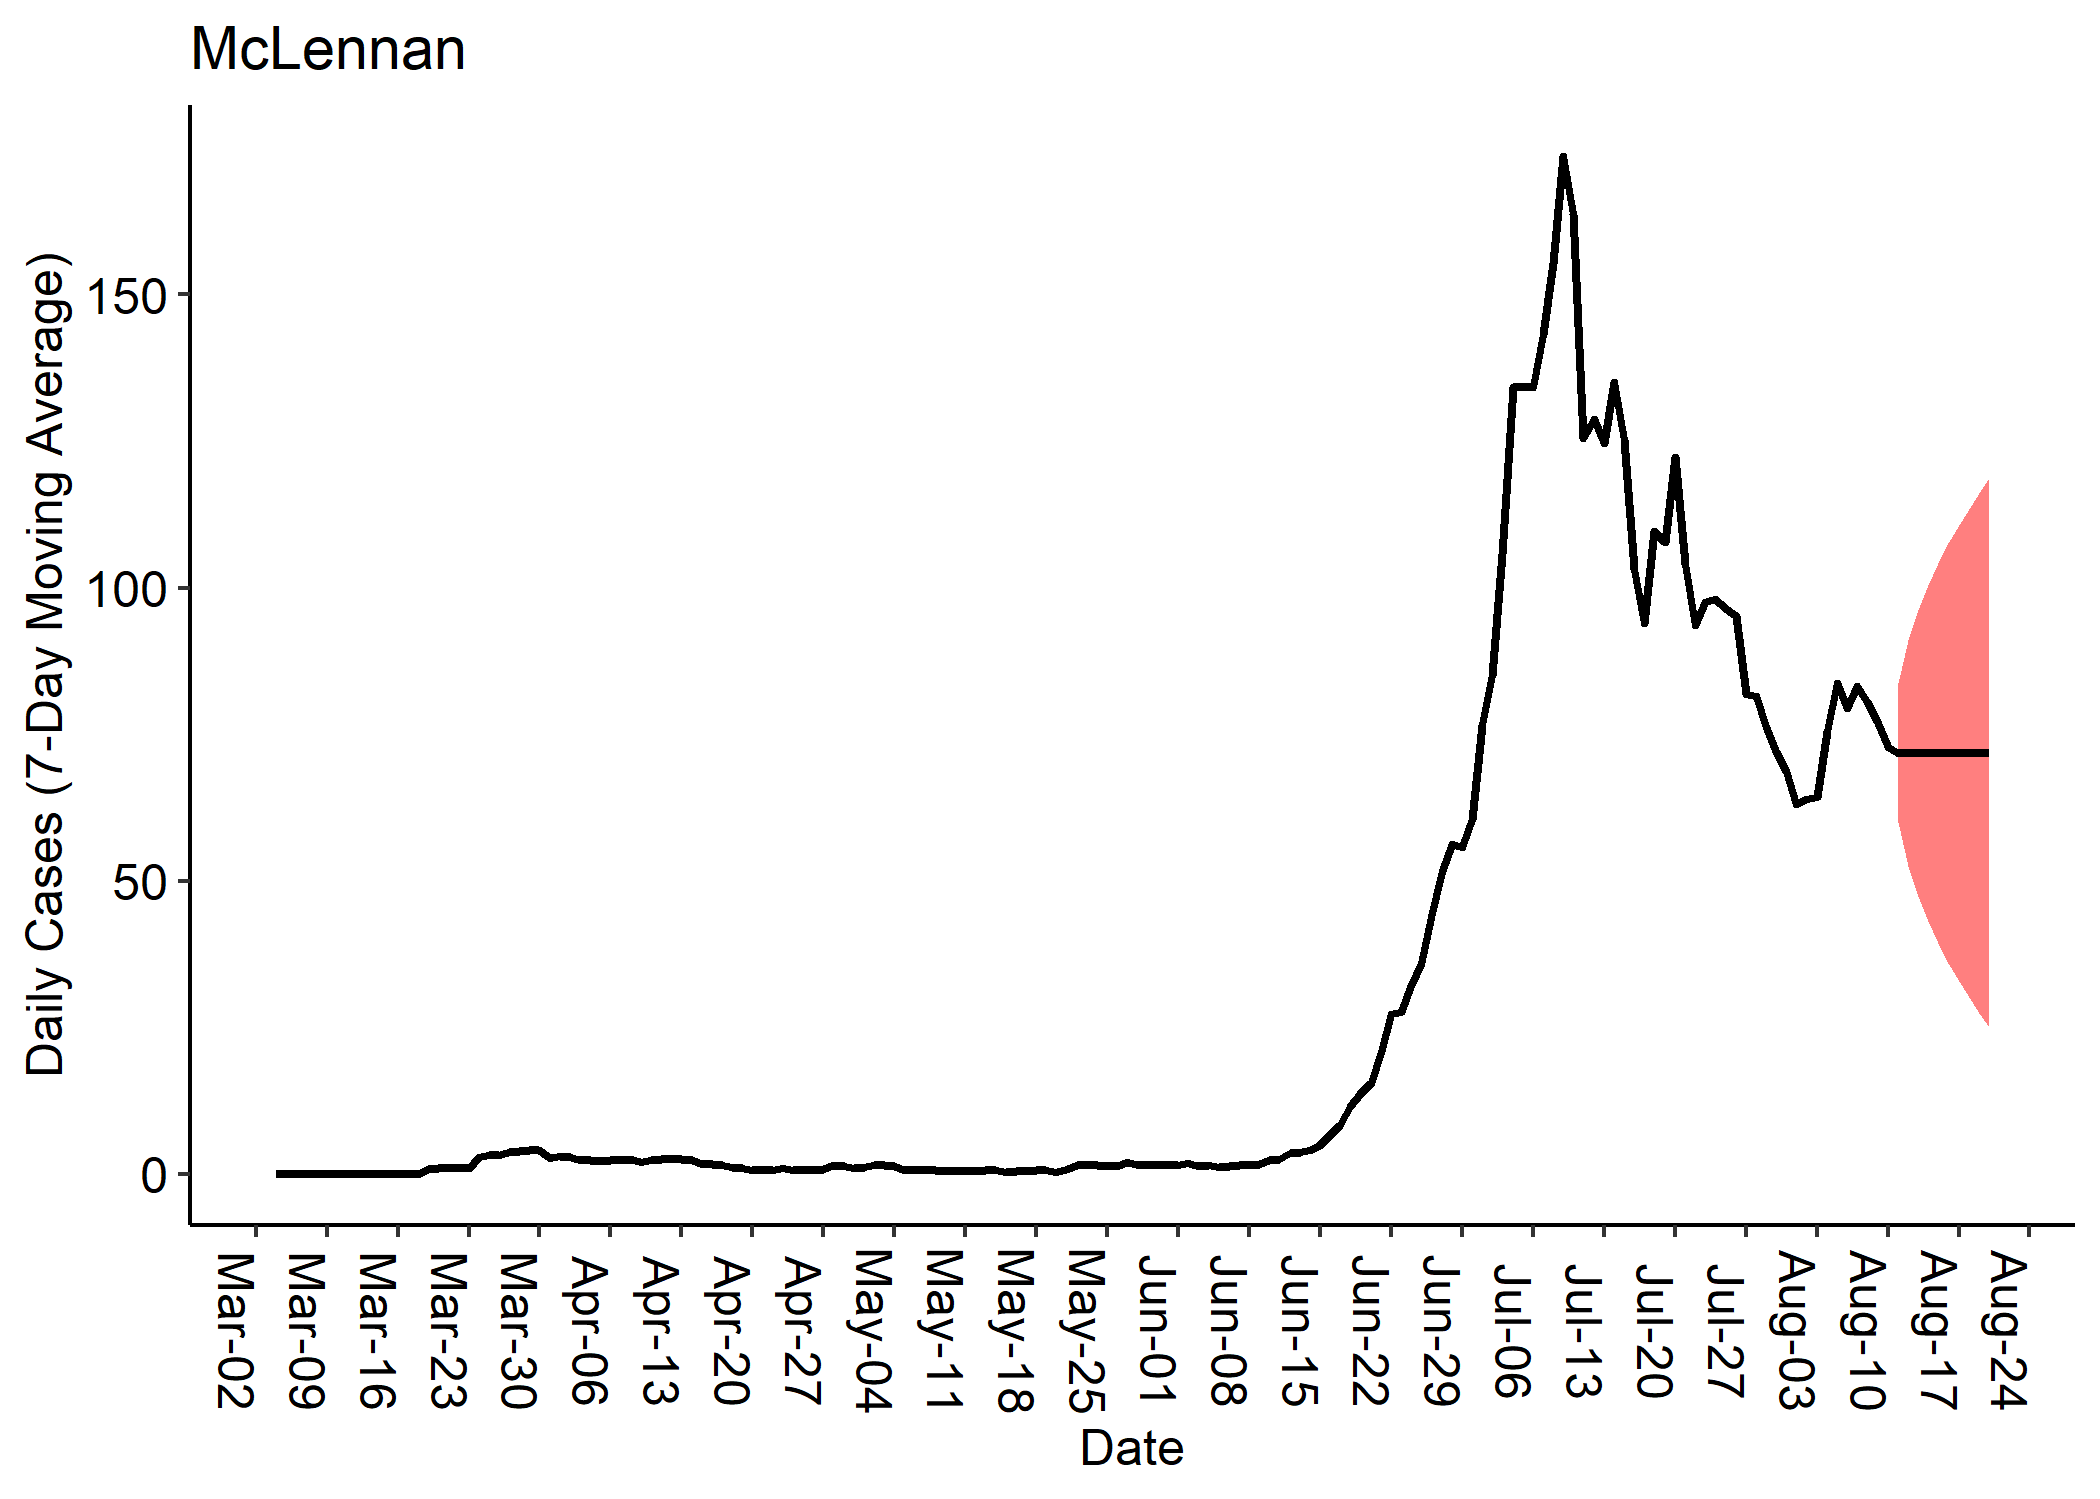 McLennan
Daily Cases (7-Day Moving Average)
150
100
50
0
Mar-02
Mar-09
Mar-16
Mar-23
Mar-30
Apr-06
Apr-13
Apr-20
Apr-27
May-04
May-11
May-18
May-25
Jun-01
Jun-08
Jun-15
Jun-22
Jun-29
Jul-06
Jul-13
Jul-20
Jul-27
Aug-03
Aug-10
Aug-17
Aug-24
Date